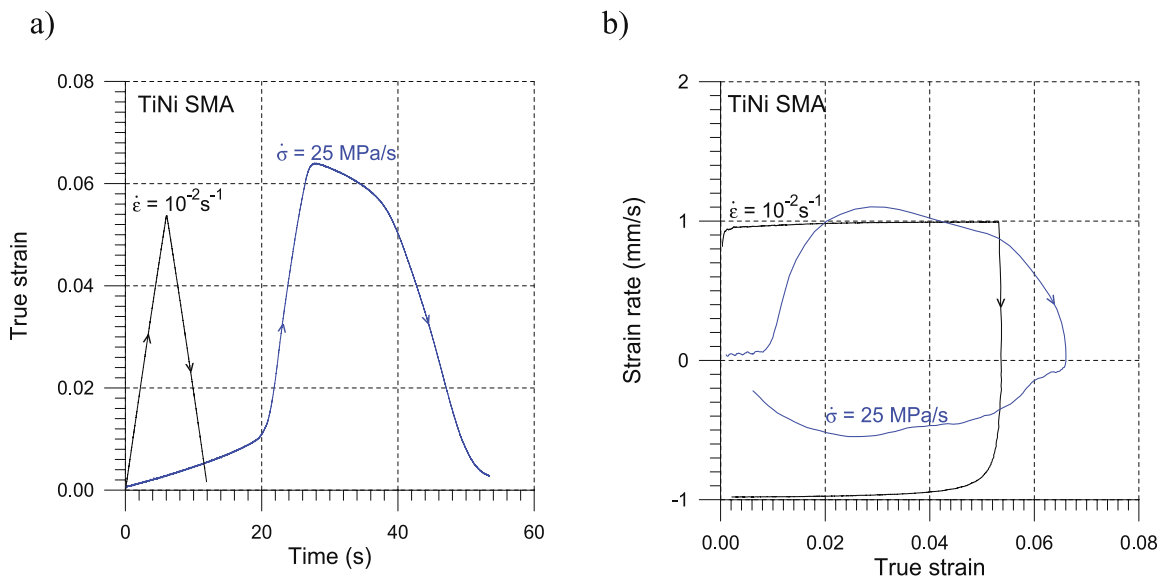 a)
TiNi SMA
σ̇ = 25 MPa/s
ε̇ = 10⁻²s⁻¹
True strain
0.08
0.06
0.04
0.02
0.00
0
20
40
60
Time (s)
b)
TiNi SMA
ε̇ = 10⁻²s⁻¹
σ̇ = 25 MPa/s
Strain rate (mm/s)
2
1
0
-1
0.00
0.02
0.04
0.06
0.08
True strain